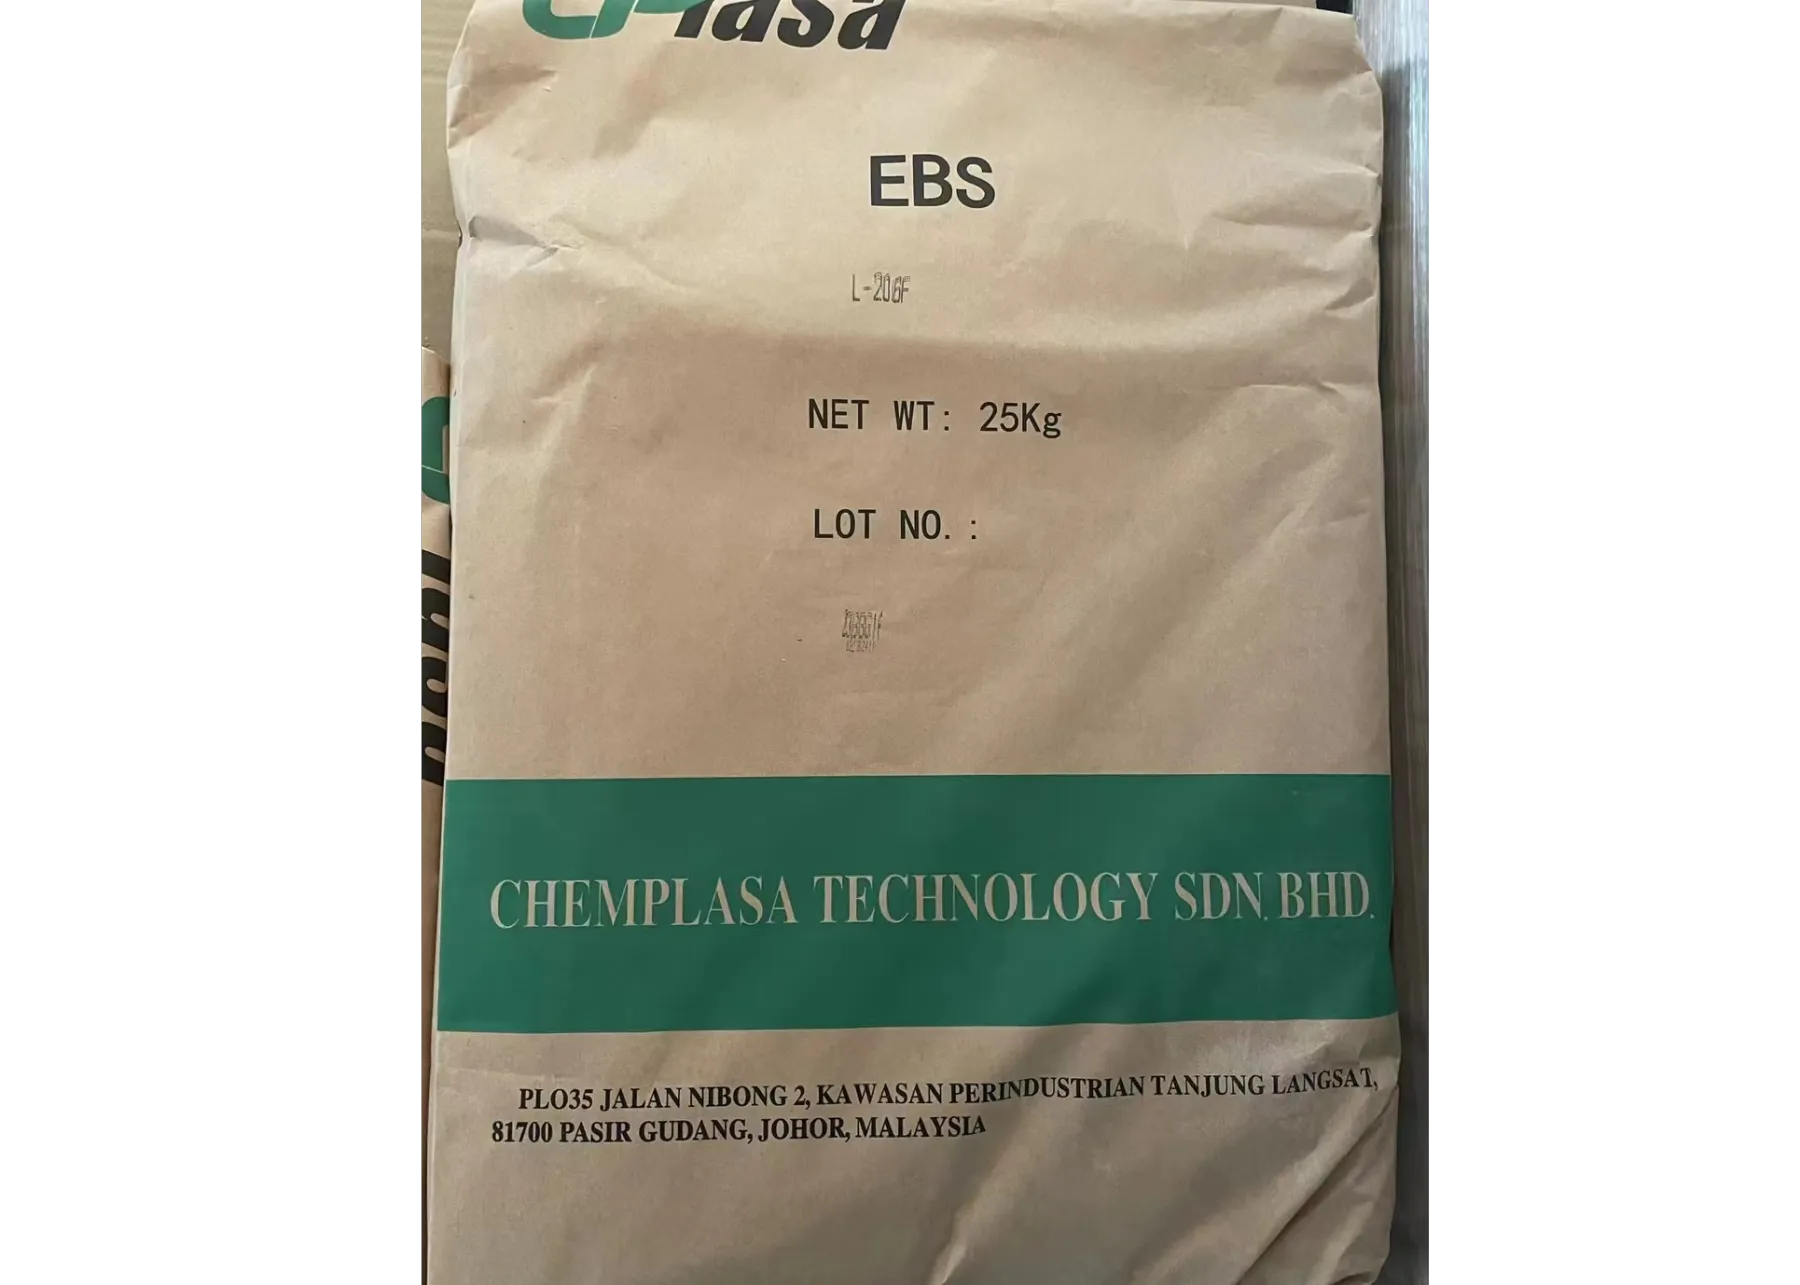 CPlasa
EBS
L-206F
NET WT: 25Kg
LOT NO. :
CHEMPLASA TECHNOLOGY SDN. BHD.
PLO35 JALAN NIBONG 2, KAWASAN PERINDUSTRIAN TANJUNG LANGSAT,
81700 PASIR GUDANG, JOHOR, MALAYSIA